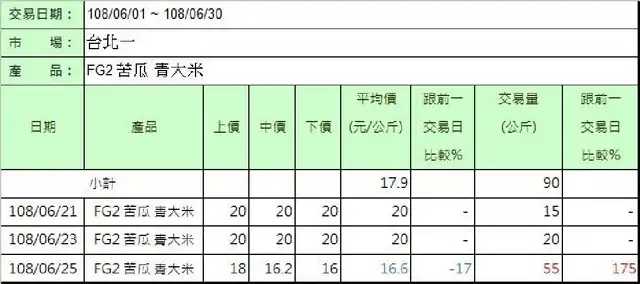 交易日期： 108/06/01 ~ 108/06/30
市 場： 台北一
產 品： FG2 苦瓜 青大米
日期 產品 上價 中價 下價 平均價 (元/公斤) 跟前一 交易日 比較% 交易量 (公斤) 跟前一 交易日 比較%
小計 17.9 90
108/06/21 FG2 苦瓜 青大米 20 20 20 20 - 15 -
108/06/23 FG2 苦瓜 青大米 20 20 20 20 - 20 -
108/06/25 FG2 苦瓜 青大米 18 16.2 16 16.6 -17 55 175